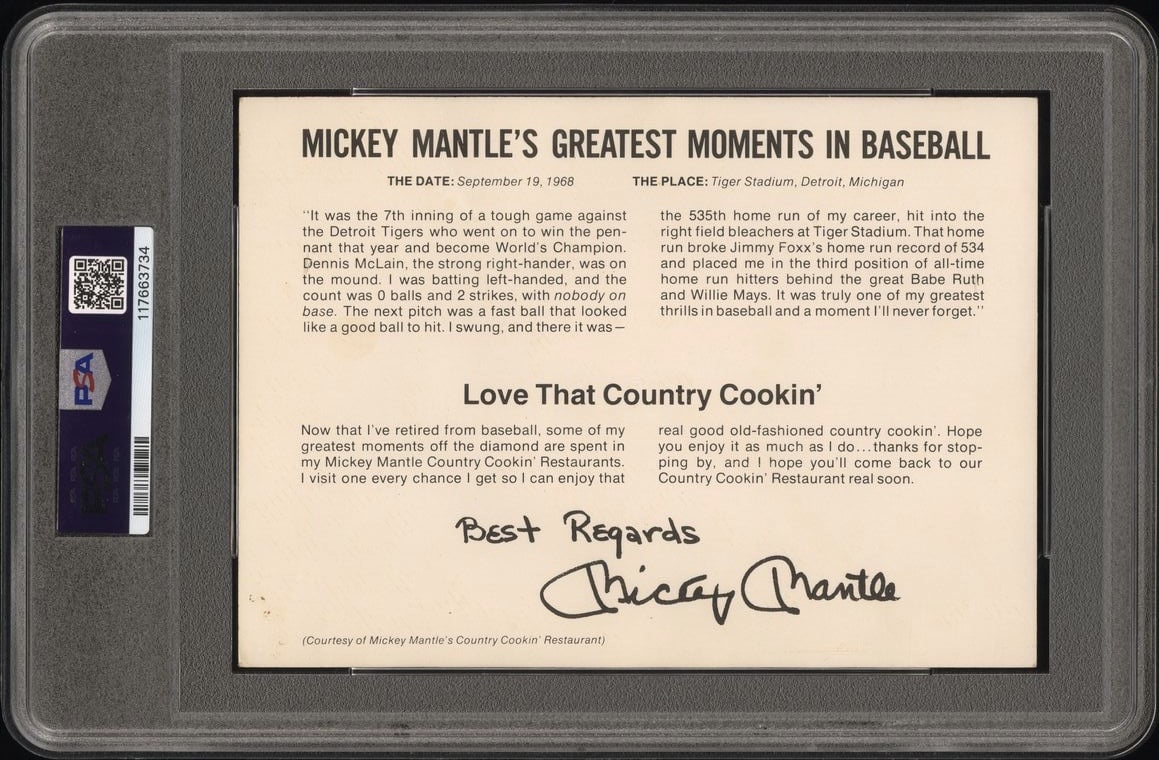 MICKEY MANTLE'S GREATEST MOMENTS IN BASEBALL
THE DATE: September 19, 1968 THE PLACE: Tiger Stadium, Detroit, Michigan
"It was the 7th inning of a tough game against
the Detroit Tigers who went on to win the pen-
nant that year and become World's Champion.
Dennis McLain, the strong right-hander, was on
the mound. I was batting left-handed, and the
count was 0 balls and 2 strikes, with nobody on
base. The next pitch was a fast ball that looked
like a good ball to hit. I swung, and there it was—
the 535th home run of my career, hit into the
right field bleachers at Tiger Stadium. That home
run broke Jimmy Foxx's home run record of 534
and placed me in the third position of all-time
home run hitters behind the great Babe Ruth
and Willie Mays. It was truly one of my greatest
thrills in baseball and a moment I'll never forget."
Love That Country Cookin'
Now that I've retired from baseball, some of my
greatest moments off the diamond are spent in
my Mickey Mantle Country Cookin' Restaurants.
I visit one every chance I get so I can enjoy that
real good old-fashioned country cookin'. Hope
you enjoy it as much as I do...thanks for stop-
ping by, and I hope you'll come back to our
Country Cookin' Restaurant real soon.
Best Regards
Mickey Mantle
(Courtesy of Mickey Mantle's Country Cookin' Restaurant)
PSA
117663734